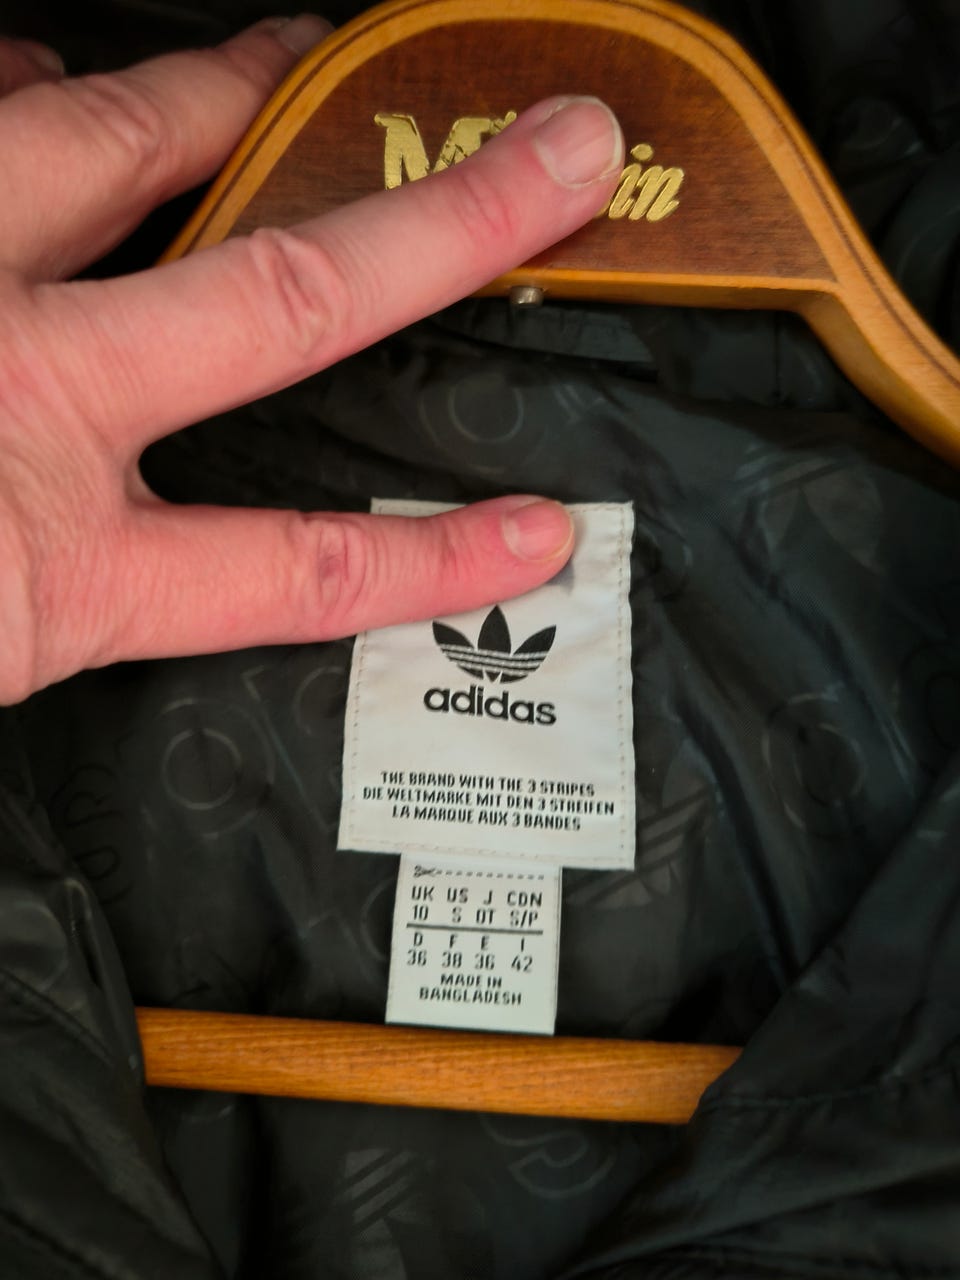 adidas
THE BRAND WITH THE 3 STRIPES
DIE WELTMARKE MIT DEN 3 STREIFEN
LA MARQUE AUX 3 BANDES
UK US J CDN
10 S OT S/P
D F E I
36 38 36 42
MADE IN
BANGLADESH